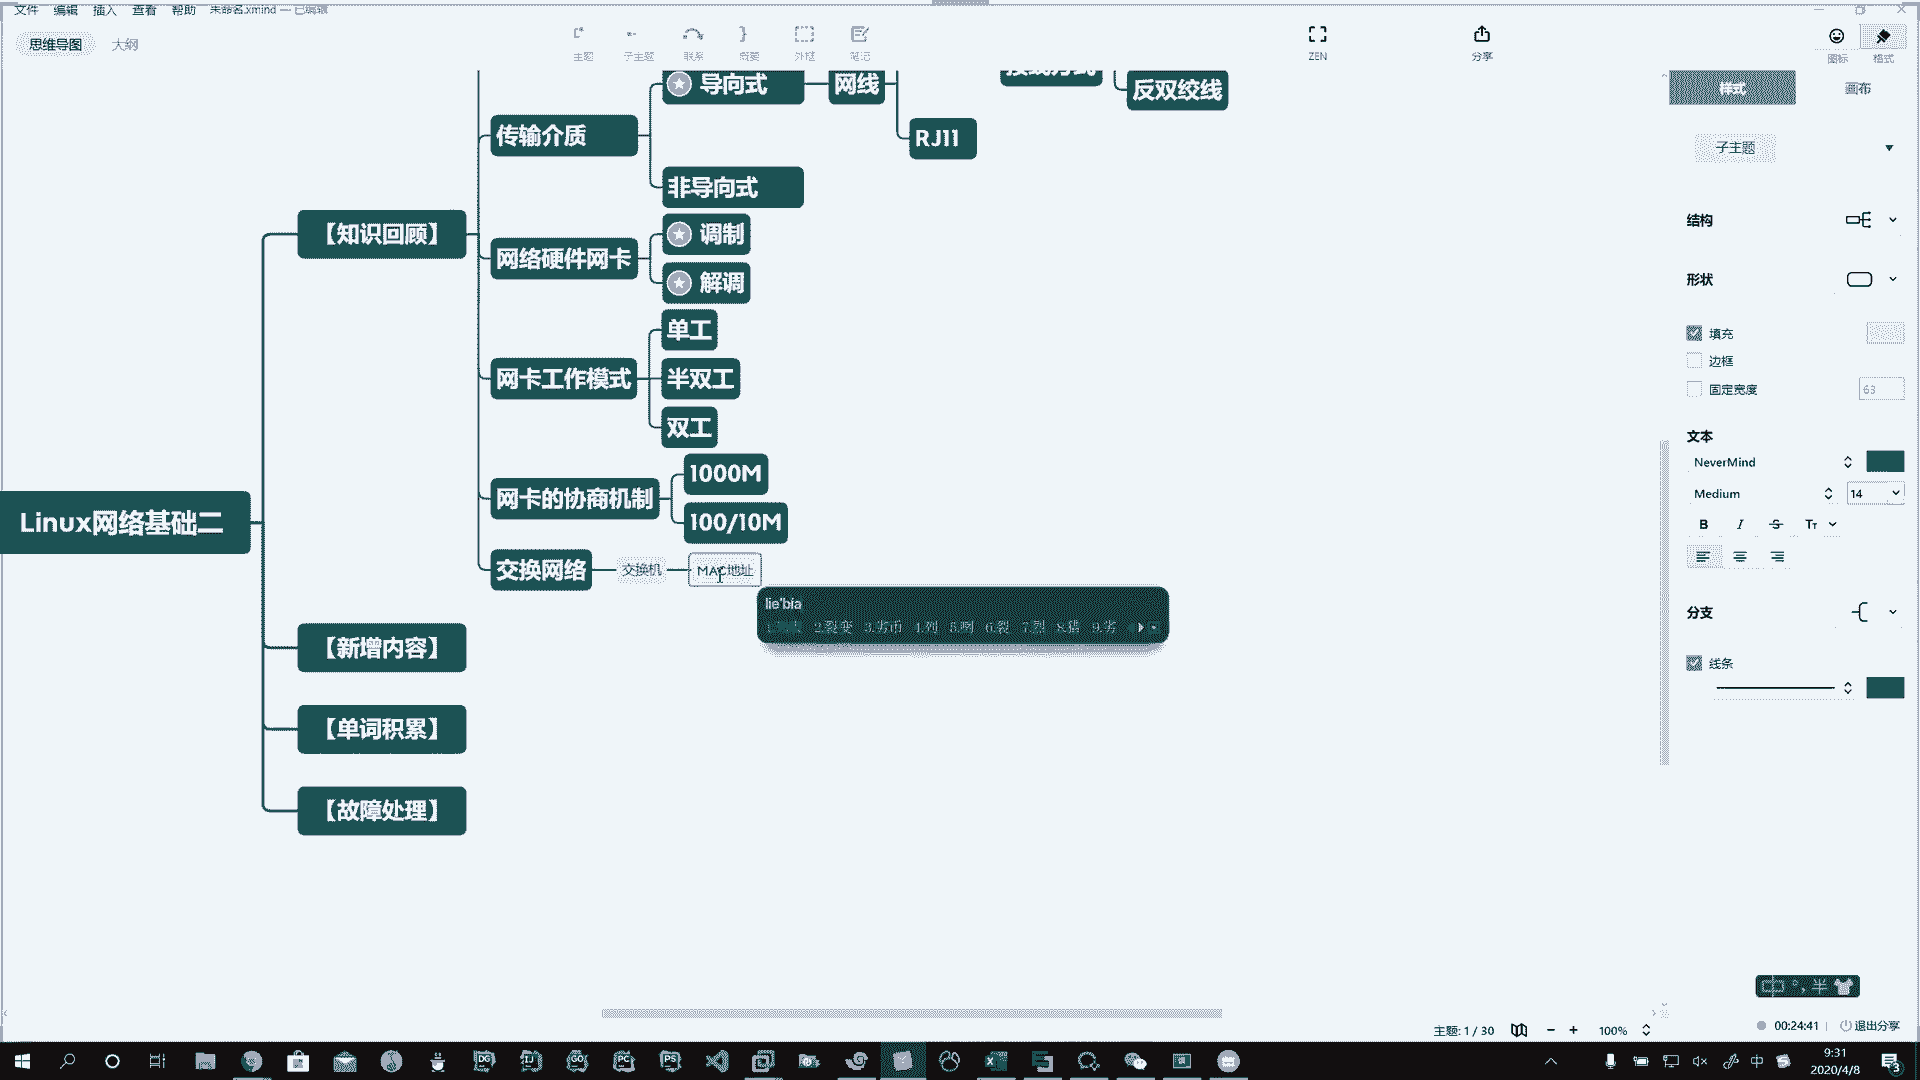 文件 编辑 插入 查看 帮助 未命名.xmind — 已编辑
思维导图 大纲
主题 子主题 联系 概要 外框 笔记 ZEN 分享 图标 格式
导向式
网线
反双绞线
RJ11
传输介质
非导向式
【知识回顾】
网络硬件网卡
调制
解调
网卡工作模式
单工
半双工
双工
网卡的协商机制
1000M
100/10M
Linux网络基础二
交换网络 交换机 MAC地址
lie'bia
2.裂变 3.劣币 4.列 5.咧 6.裂 7.烈 8.猎 9.劣
【新增内容】
【单词积累】
【故障处理】
样式 画布
子主题
结构
形状
填充
边框
固定宽度 63
文本
NeverMind
Medium 14
B I S Tт
分支
线条
中 °, 半
主题: 1 / 30 − + 100%
00:24:41 退出分享
DG IJ GO PC PS
中
9:31
2020/4/8
3